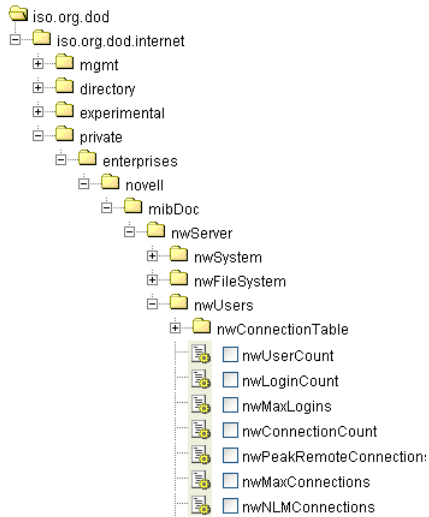 iso.org.dod
iso.org.dod.internet
mgmt
directory
experimental
private
enterprises
novell
mibDoc
nwServer
nwSystem
nwFileSystem
nwUsers
nwConnectionTable
nwUserCount
nwLoginCount
nwMaxLogins
nwConnectionCount
nwPeakRemoteConnections
nwMaxConnections
nwNLMConnections